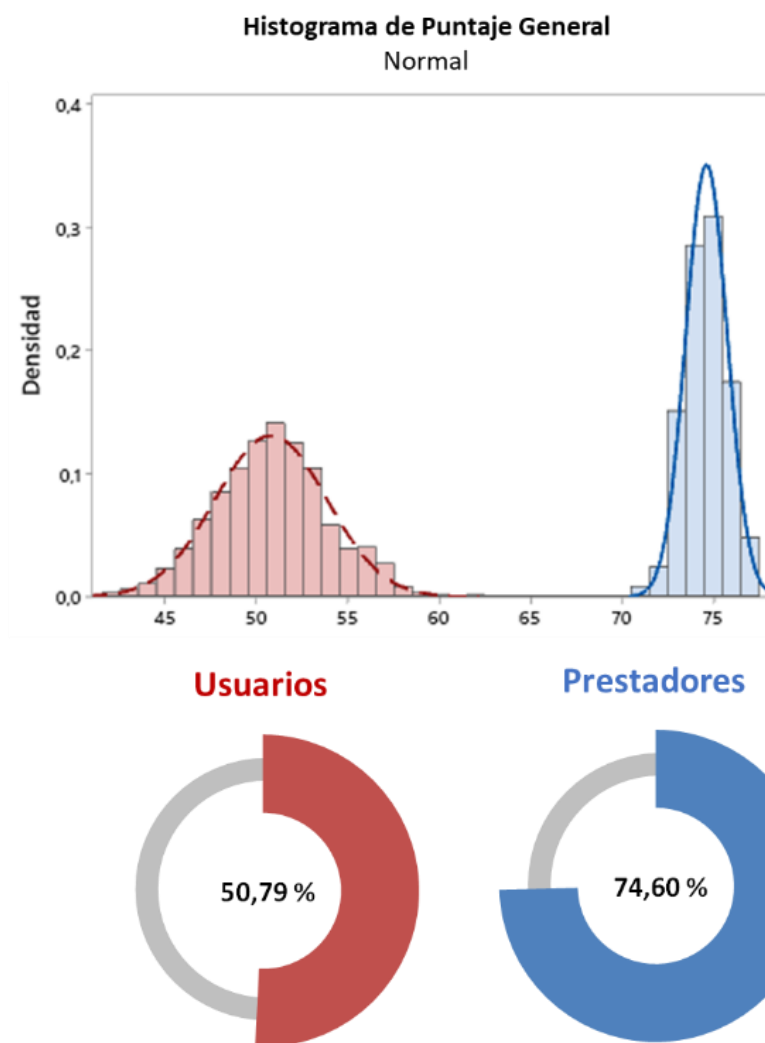 Histograma de Puntaje General
Normal
0,4
0,3
0,2
0,1
0,0
Densidad
45 50 55 60 65 70 75
Usuarios
Prestadores
50,79 %
74,60 %